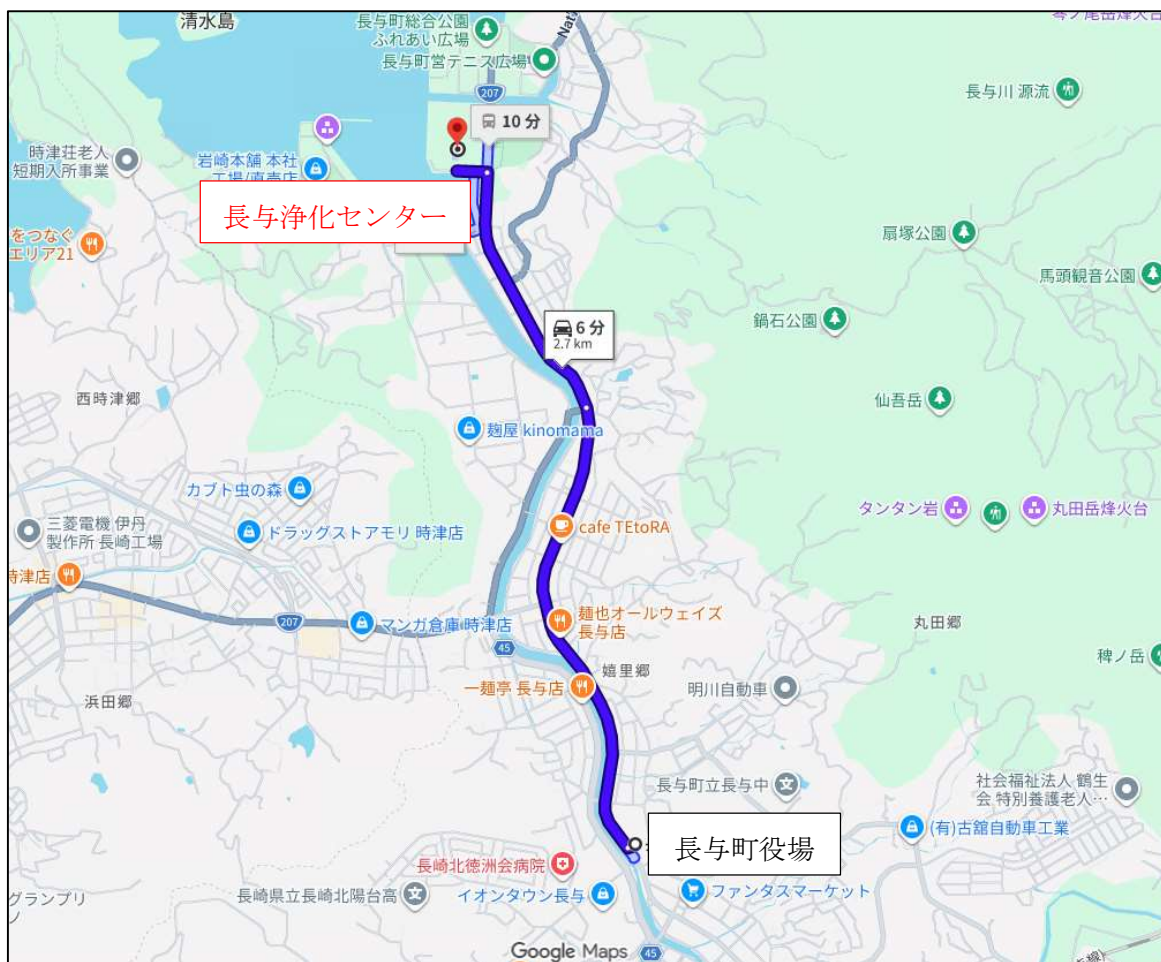 清水島
長与町総合公園
ふれあい広場
長与町営テニス広場
207
10 分
長与川 源流
時津荘老人
短期入所事業
岩崎本舗 本社
工場/直売店
長与浄化センター
をつなぐ
エリア21
扇塚公園
馬頭観音公園
鍋石公園
6 分
2.7 km
西時津郷
仙吾岳
麹屋 kinomama
カブト虫の森
タンタン岩
丸田岳烽火台
三菱電機 伊丹
製作所 長崎工場
ドラッグストアモリ 時津店
cafe TEtoRA
時津店
207
マンガ倉庫 時津店
麺也オールウェイズ
長与店
丸田郷
45
嬉里郷
稗ノ岳
一麺亭 長与店
明川自動車
浜田郷
長与町立長与中
社会福祉法人 鶴生
会 特別養護老人…
(有)古舘自動車工業
長与町役場
長崎北徳洲会病院
長崎県立長崎北陽台高
イオンタウン長与
ファンタスマーケット
グランプリ
ノ
Google Maps
45